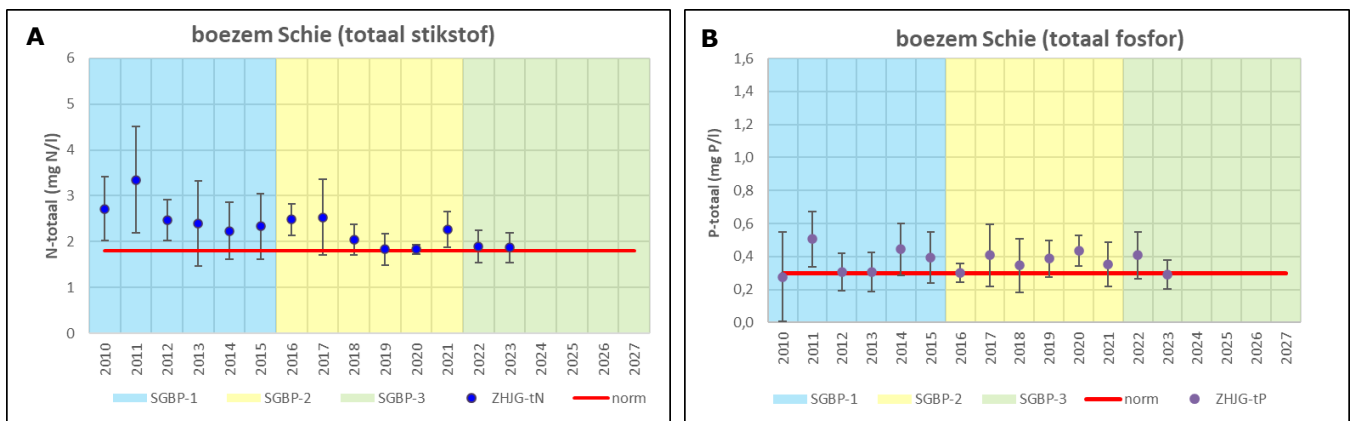 A
boezem Schie (totaal stikstof)
N-totaal (mg N/l)
6
5
4
3
2
1
0
2010 2011 2012 2013 2014 2015 2016 2017 2018 2019 2020 2021 2022 2023 2024 2025 2026 2027
SGBP-1 SGBP-2 SGBP-3 ZHJG-tN norm
B
boezem Schie (totaal fosfor)
P-totaal (mg P/l)
1,6
1,4
1,2
1,0
0,8
0,6
0,4
0,2
0,0
2010 2011 2012 2013 2014 2015 2016 2017 2018 2019 2020 2021 2022 2023 2024 2025 2026 2027
SGBP-1 SGBP-2 SGBP-3 norm ZHJG-tP